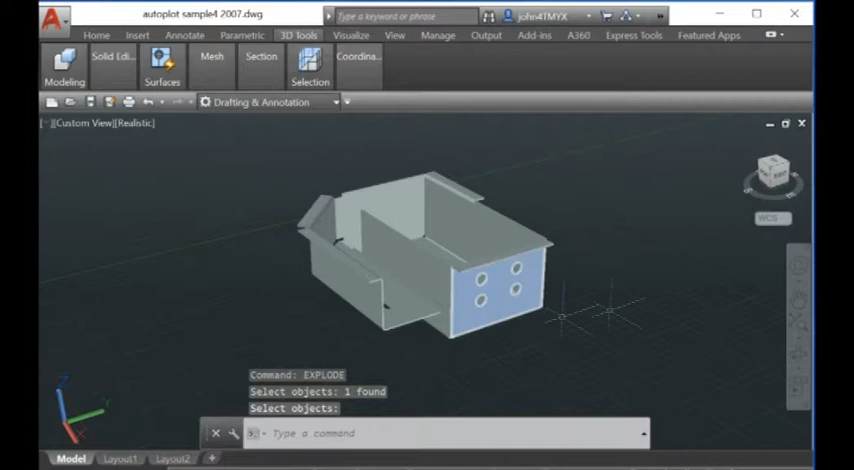 autoplot sample4 2007.dwg
Type a keyword or phrase
john4TMYX
Home Insert Annotate Parametric 3D Tools Visualize View Manage Output Add-ins A360 Express Tools Featured Apps
Modeling Solid Edi... Surfaces Mesh Section Selection Coordina...
Drafting & Annotation
[-][Custom View][Realistic]
WCS
Command: EXPLODE
Select objects: 1 found
Select objects:
Type a command
Z
Y
X
Model Layout1 Layout2 +